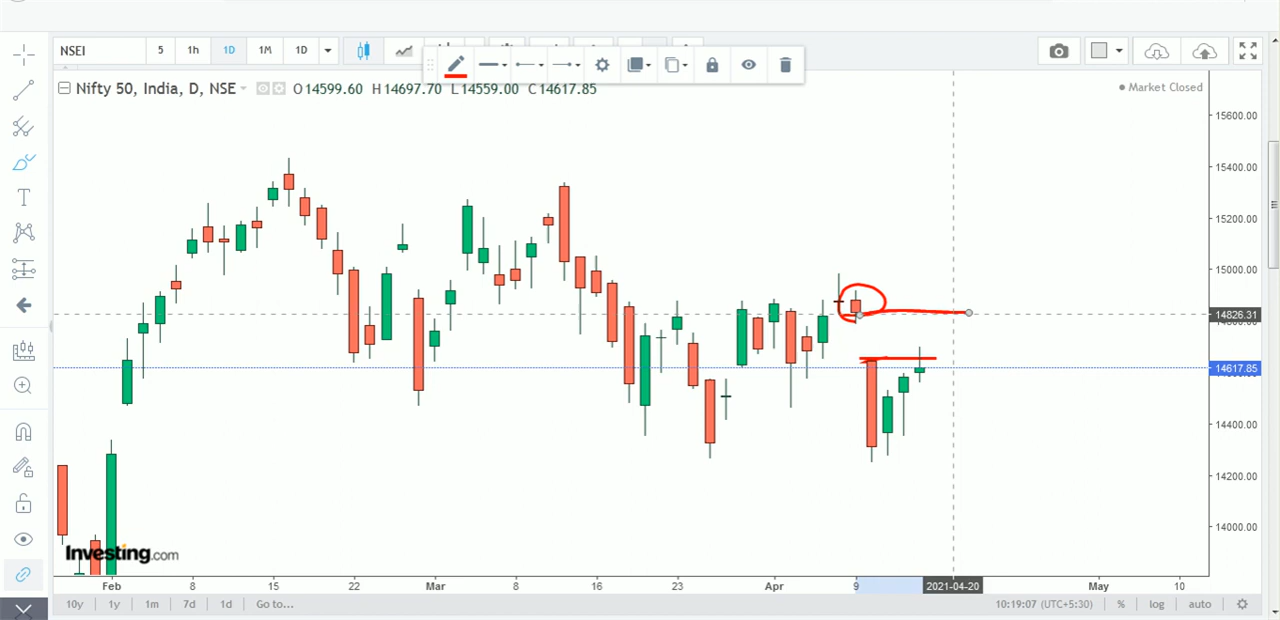 NSEI 5 1h 1D 1M 1D
Nifty 50, India, D, NSE O14599.60 H14697.70 L14559.00 C14617.85
Market Closed
15600.00
15400.00
15200.00
15000.00
14826.31
14617.85
14400.00
14200.00
14000.00
Investing.com
Feb 8 15 22 Mar 8 16 23 Apr 9 2021-04-20 May 10
10y 1y 1m 7d 1d Go to... 10:19:07 (UTC+5:30) % log auto